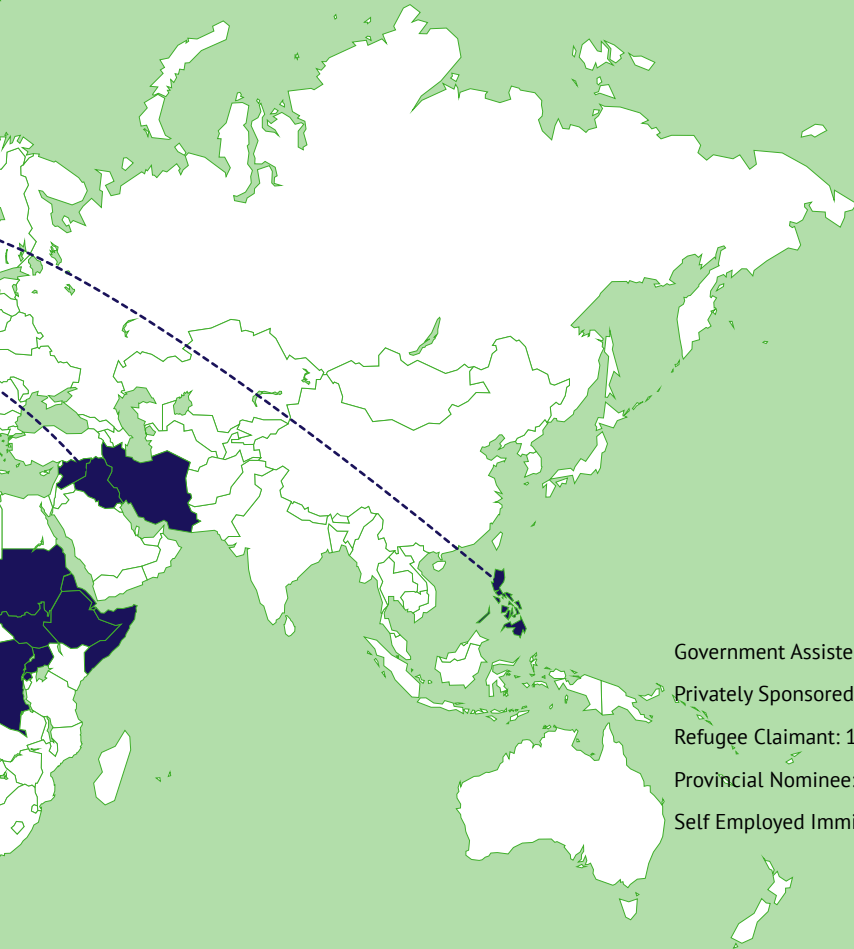 Government Assiste
Privately Sponsored
Refugee Claimant: 1
Provincial Nominee:
Self Employed Immi